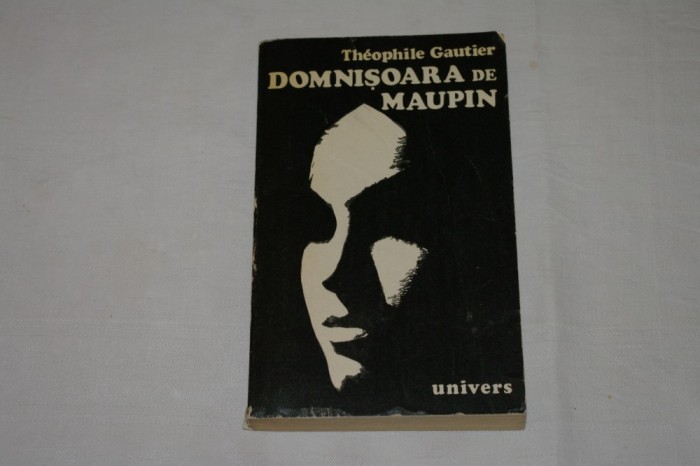 Théophile Gautier
DOMNIȘOARA DE
MAUPIN
univers